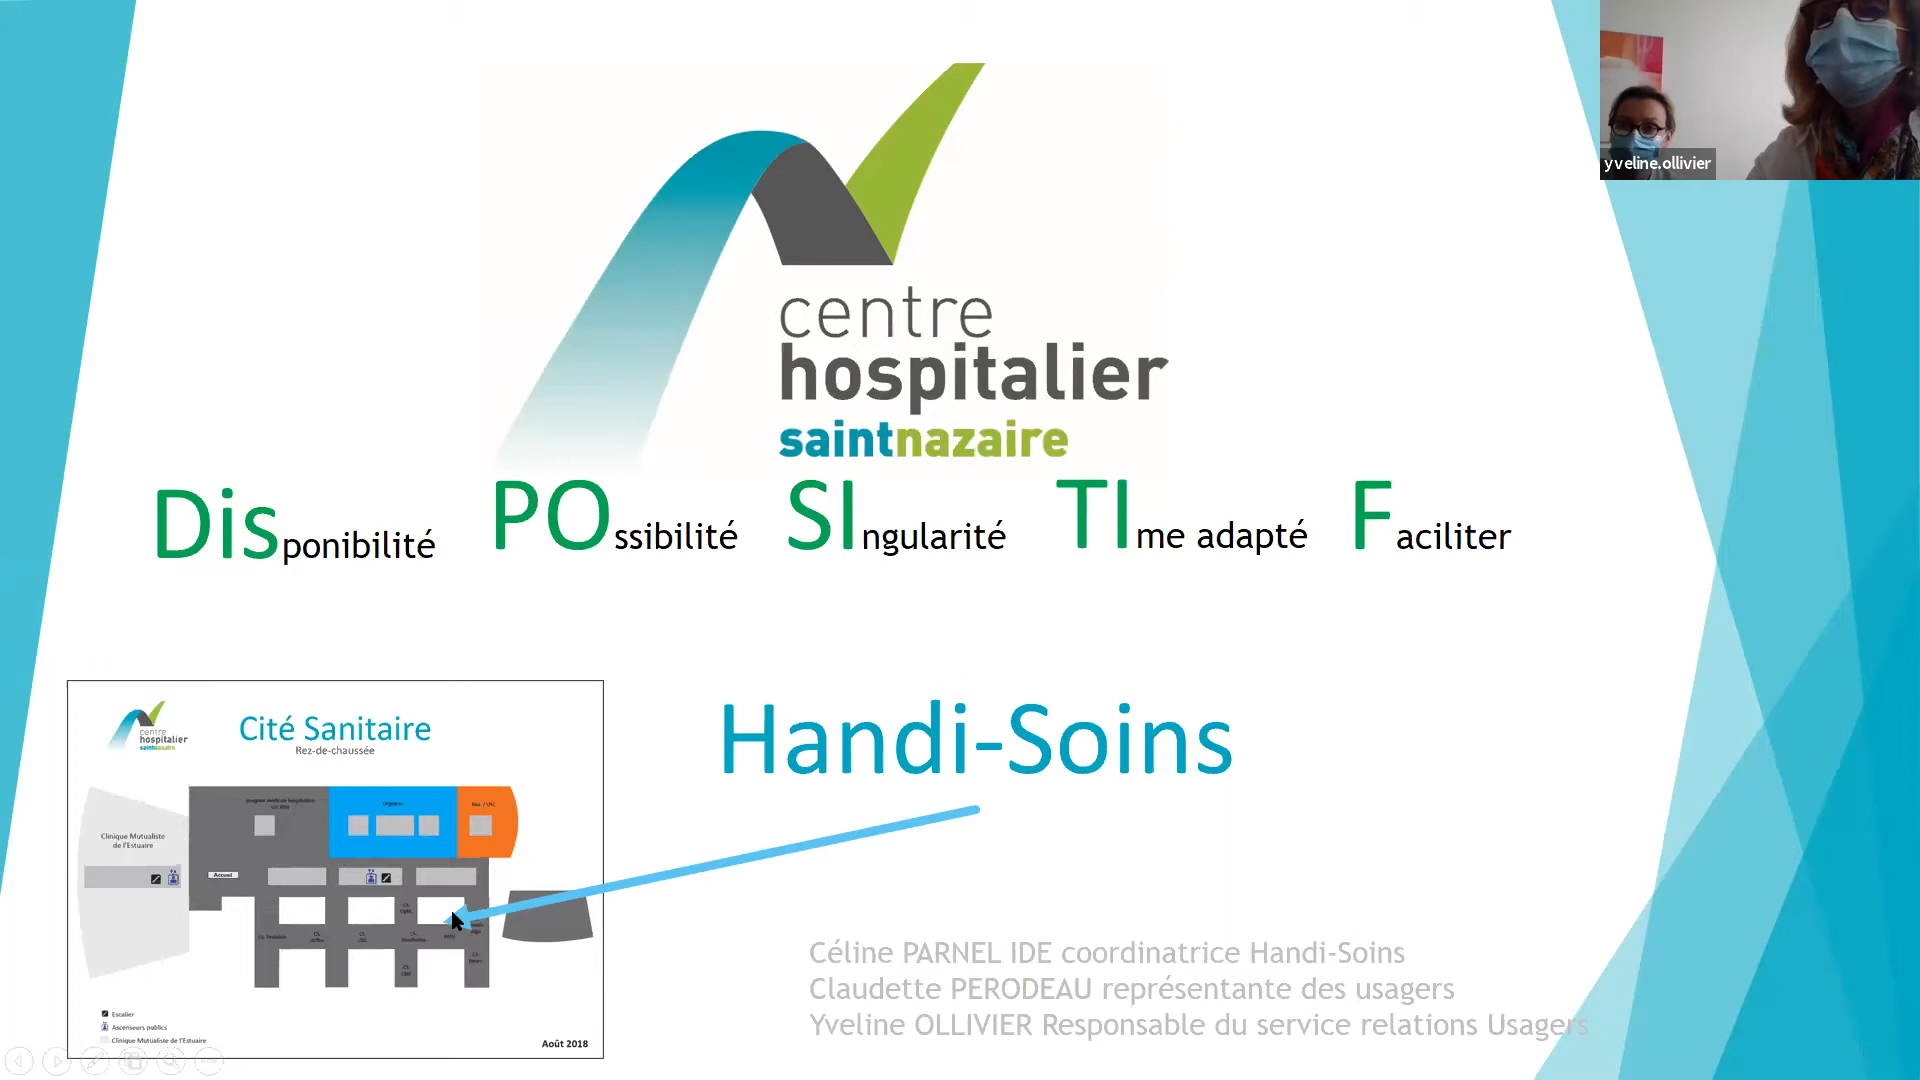 yveline.ollivier
centre
hospitalier
saintnazaire
Disponibilité POssibilité SIngularité TIme adapté Faciliter
Handi-Soins
centre
hospitalier
saintnazaire
Cité Sanitaire
Rez-de-chaussée
Urgences
Clinique Mutualiste
de l'Estuaire
Accueil
Escalier
Ascenseurs publics
Clinique Mutualiste de l'Estuaire
Août 2018
Céline PARNEL IDE coordinatrice Handi-Soins
Claudette PERODEAU représentante des usagers
Yveline OLLIVIER Responsable du service relations Usagers